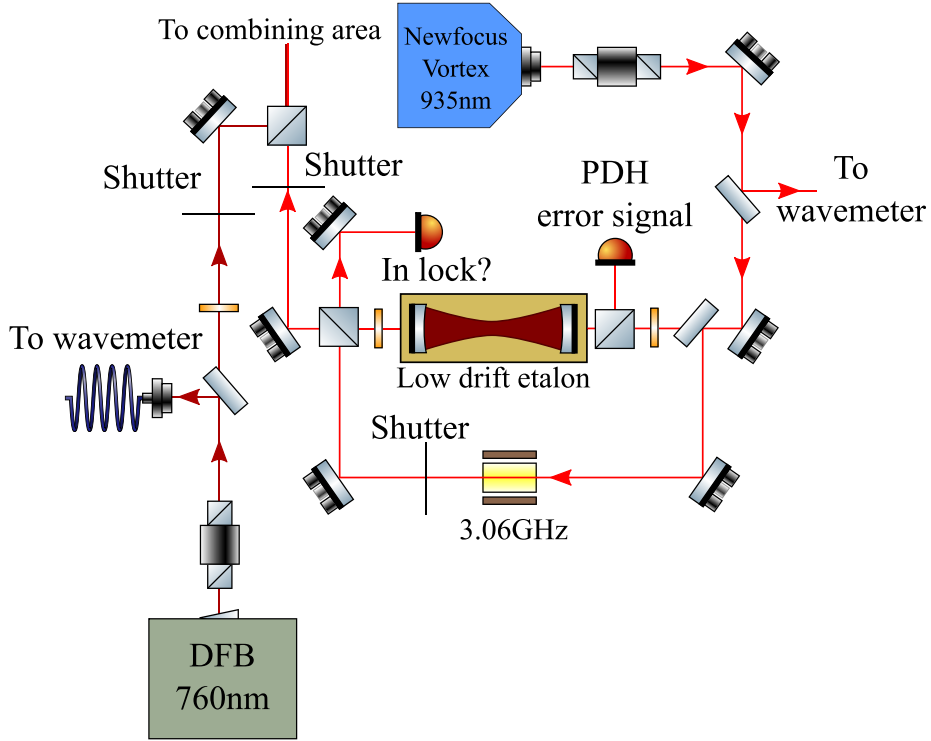 To combining area
Newfocus
Vortex
935nm
Shutter
Shutter
PDH
error signal
To
wavemeter
In lock?
To wavemeter
Low drift etalon
Shutter
3.06GHz
DFB
760nm